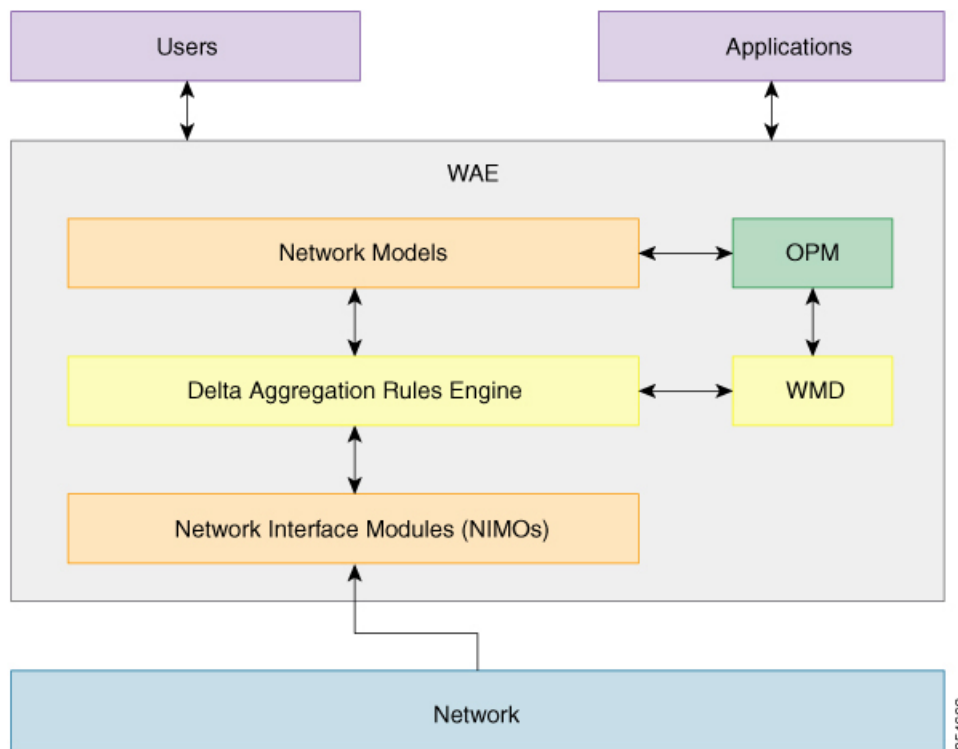 Users
Applications
WAE
Network Models
OPM
Delta Aggregation Rules Engine
WMD
Network Interface Modules (NIMOs)
Network